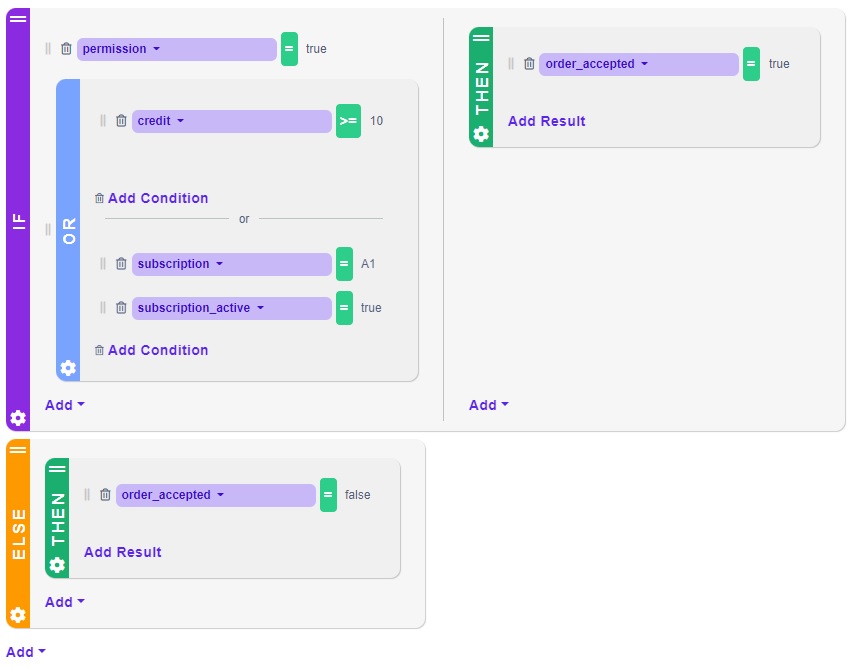 IF
permission = true
OR
credit >= 10
Add Condition
or
subscription = A1
subscription_active = true
Add Condition
Add
THEN
order_accepted = true
Add Result
Add
ELSE
THEN
order_accepted = false
Add Result
Add
Add